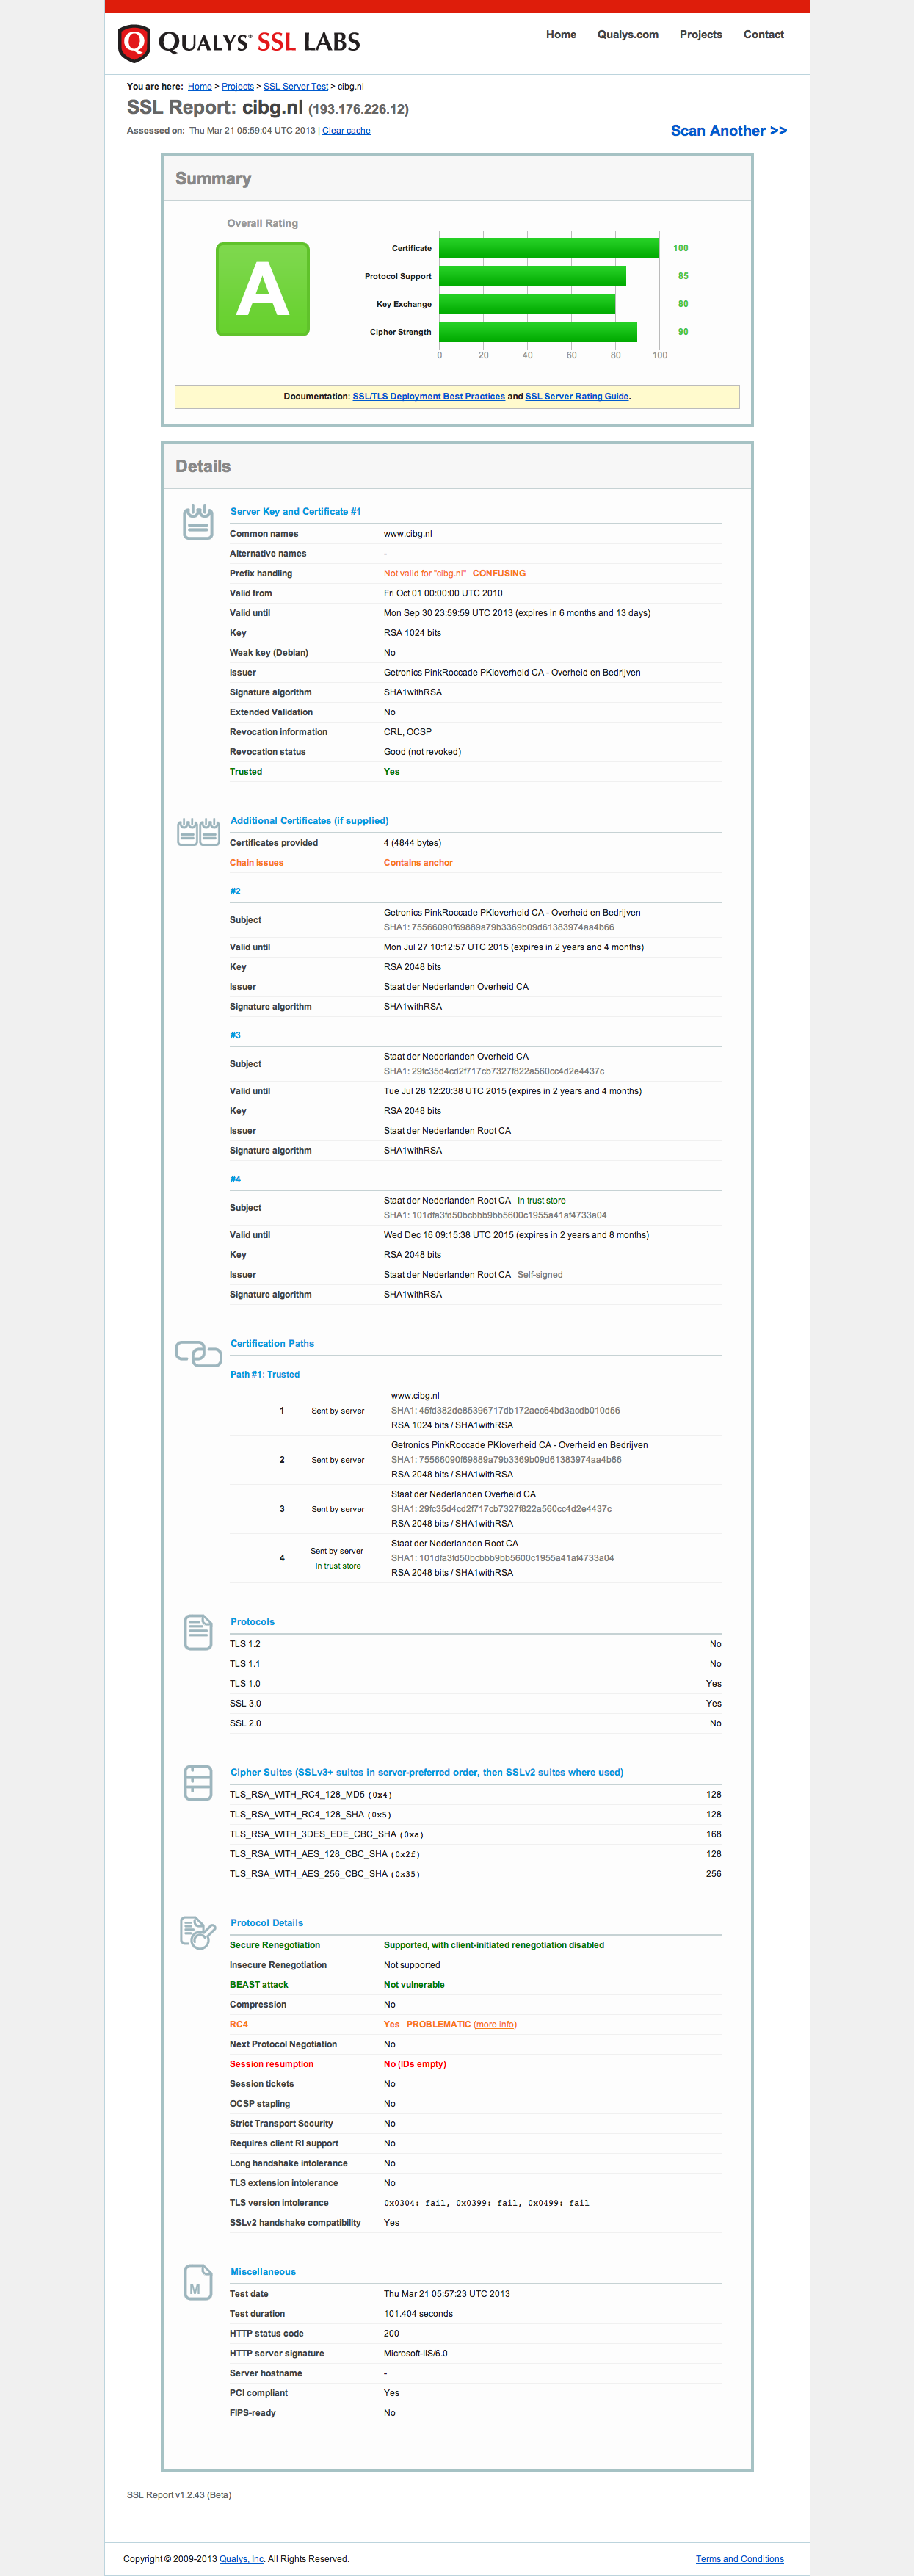 QUALYS® SSL LABS
Home Qualys.com Projects Contact
You are here: Home > Projects > SSL Server Test > cibg.nl
SSL Report: cibg.nl (193.176.226.12)
Assessed on: Thu Mar 21 05:59:04 UTC 2013 | Clear cache
Scan Another >>
Summary
Overall Rating
A
Certificate 100
Protocol Support 85
Key Exchange 80
Cipher Strength 90
0 20 40 60 80 100
Documentation: SSL/TLS Deployment Best Practices and SSL Server Rating Guide.
Details
Server Key and Certificate #1
Common names www.cibg.nl
Alternative names -
Prefix handling Not valid for "cibg.nl" CONFUSING
Valid from Fri Oct 01 00:00:00 UTC 2010
Valid until Mon Sep 30 23:59:59 UTC 2013 (expires in 6 months and 13 days)
Key RSA 1024 bits
Weak key (Debian) No
Issuer Getronics PinkRoccade PKIoverheid CA - Overheid en Bedrijven
Signature algorithm SHA1withRSA
Extended Validation No
Revocation information CRL, OCSP
Revocation status Good (not revoked)
Trusted Yes
Additional Certificates (if supplied)
Certificates provided 4 (4844 bytes)
Chain issues Contains anchor
#2
Subject Getronics PinkRoccade PKIoverheid CA - Overheid en Bedrijven
SHA1: 75566090f69889a79b3369b09d61383974aa4b66
Valid until Mon Jul 27 10:12:57 UTC 2015 (expires in 2 years and 4 months)
Key RSA 2048 bits
Issuer Staat der Nederlanden Overheid CA
Signature algorithm SHA1withRSA
#3
Subject Staat der Nederlanden Overheid CA
SHA1: 29fc35d4cd2f717cb7327f822a560cc4d2e4437c
Valid until Tue Jul 28 12:20:38 UTC 2015 (expires in 2 years and 4 months)
Key RSA 2048 bits
Issuer Staat der Nederlanden Root CA
Signature algorithm SHA1withRSA
#4
Subject Staat der Nederlanden Root CA In trust store
SHA1: 101dfa3fd50bcbbb9bb5600c1955a41af4733a04
Valid until Wed Dec 16 09:15:38 UTC 2015 (expires in 2 years and 8 months)
Key RSA 2048 bits
Issuer Staat der Nederlanden Root CA Self-signed
Signature algorithm SHA1withRSA
Certification Paths
Path #1: Trusted
1 Sent by server www.cibg.nl
SHA1: 45fd382de85396717db172aec64bd3acdb010d56
RSA 1024 bits / SHA1withRSA
2 Sent by server Getronics PinkRoccade PKIoverheid CA - Overheid en Bedrijven
SHA1: 75566090f69889a79b3369b09d61383974aa4b66
RSA 2048 bits / SHA1withRSA
3 Sent by server Staat der Nederlanden Overheid CA
SHA1: 29fc35d4cd2f717cb7327f822a560cc4d2e4437c
RSA 2048 bits / SHA1withRSA
4 Sent by server In trust store Staat der Nederlanden Root CA
SHA1: 101dfa3fd50bcbbb9bb5600c1955a41af4733a04
RSA 2048 bits / SHA1withRSA
Protocols
TLS 1.2 No
TLS 1.1 No
TLS 1.0 Yes
SSL 3.0 Yes
SSL 2.0 No
Cipher Suites (SSLv3+ suites in server-preferred order, then SSLv2 suites where used)
TLS_RSA_WITH_RC4_128_MD5 (0x4) 128
TLS_RSA_WITH_RC4_128_SHA (0x5) 128
TLS_RSA_WITH_3DES_EDE_CBC_SHA (0xa) 168
TLS_RSA_WITH_AES_128_CBC_SHA (0x2f) 128
TLS_RSA_WITH_AES_256_CBC_SHA (0x35) 256
Protocol Details
Secure Renegotiation Supported, with client-initiated renegotiation disabled
Insecure Renegotiation Not supported
BEAST attack Not vulnerable
Compression No
RC4 Yes PROBLEMATIC (more info)
Next Protocol Negotiation No
Session resumption No (IDs empty)
Session tickets No
OCSP stapling No
Strict Transport Security No
Requires client RI support No
Long handshake intolerance No
TLS extension intolerance No
TLS version intolerance 0x0304: fail, 0x0399: fail, 0x0499: fail
SSLv2 handshake compatibility Yes
M
Miscellaneous
Test date Thu Mar 21 05:57:23 UTC 2013
Test duration 101.404 seconds
HTTP status code 200
HTTP server signature Microsoft-IIS/6.0
Server hostname -
PCI compliant Yes
FIPS-ready No
SSL Report v1.2.43 (Beta)
Copyright © 2009-2013 Qualys, Inc. All Rights Reserved. Terms and Conditions